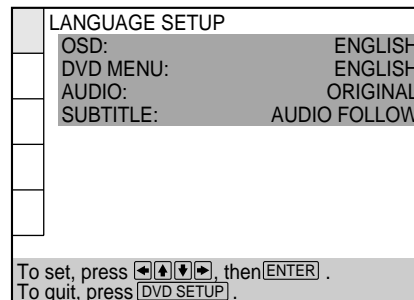 LANGUAGE SETUP
OSD: ENGLISH
DVD MENU: ENGLISH
AUDIO: ORIGINAL
SUBTITLE: AUDIO FOLLOW
To set, press ←↑↓→, then ENTER .
To quit, press DVD SETUP .